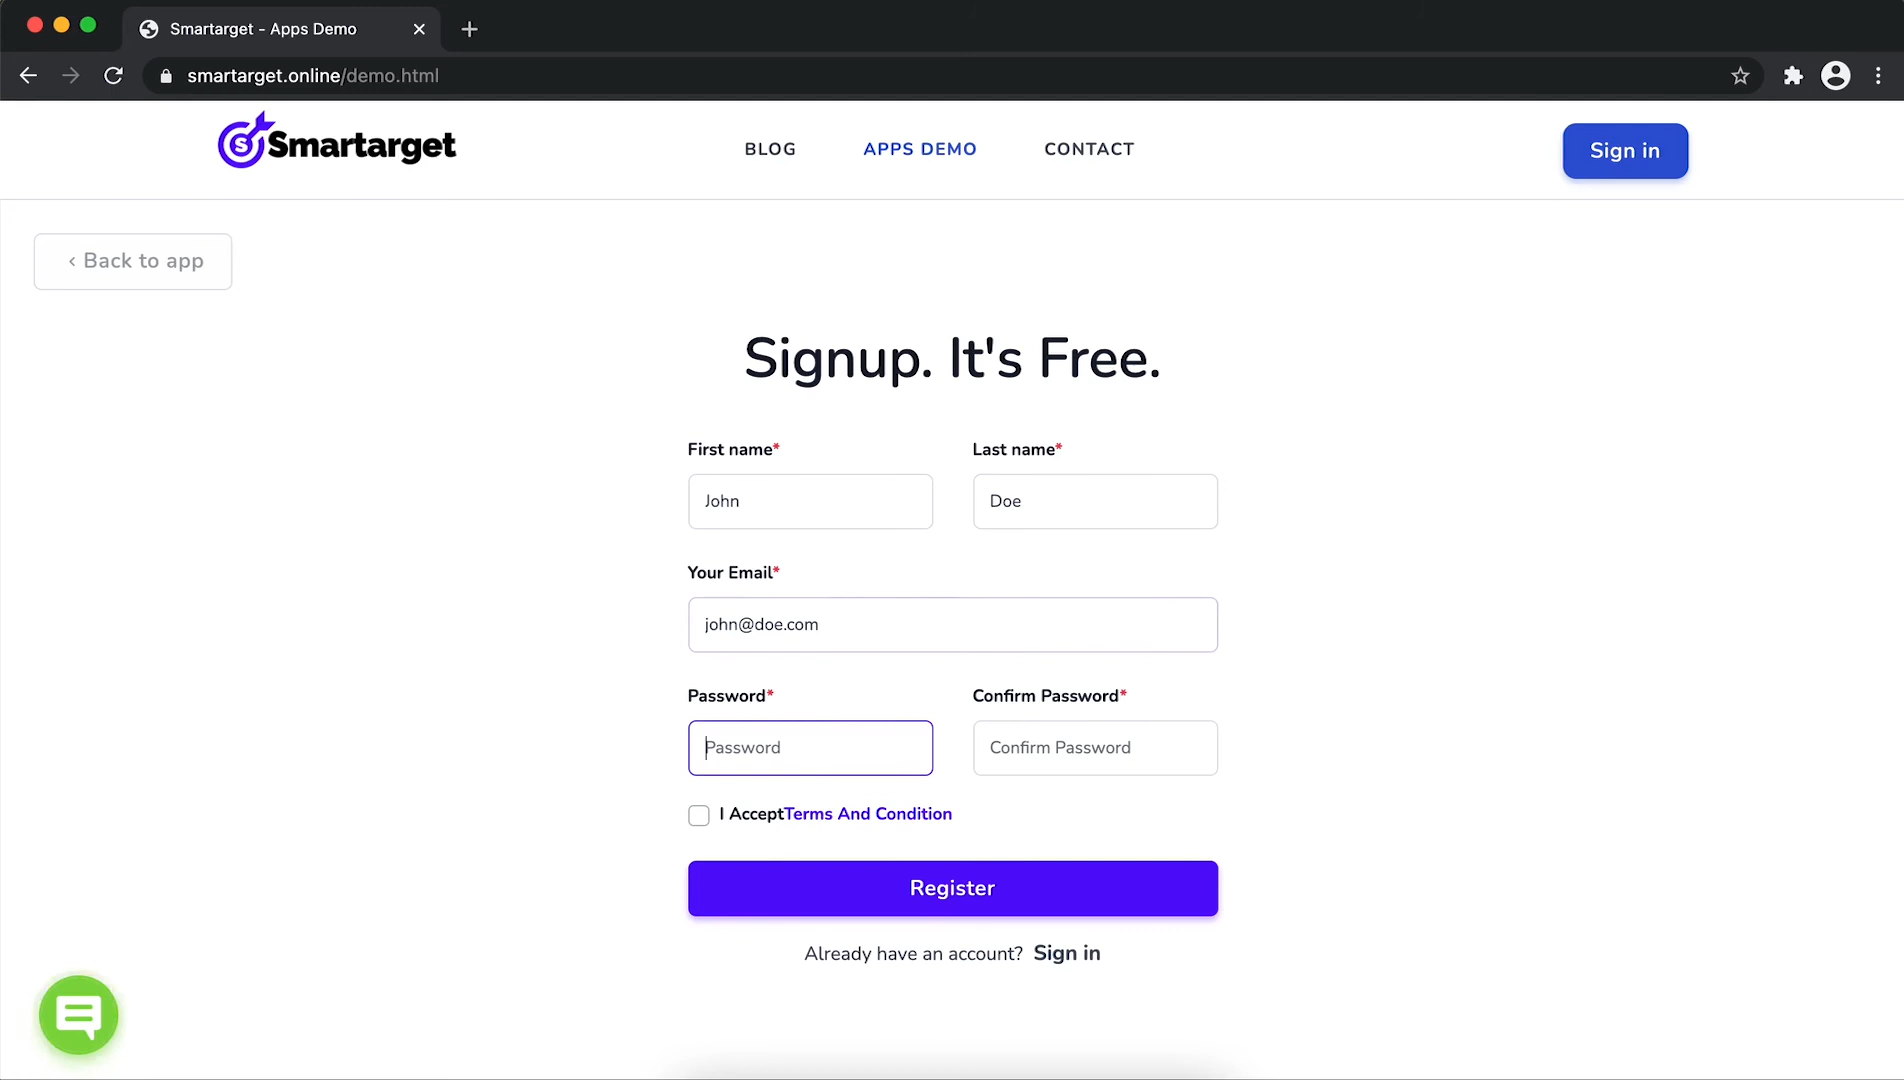 Smartarget - Apps Demo
smartarget.online/demo.html
Smartarget
BLOG
APPS DEMO
CONTACT
Sign in
‹ Back to app
Signup. It's Free.
First name*
Last name*
John
Doe
Your Email*
john@doe.com
Password*
Confirm Password*
Password
Confirm Password
I AcceptTerms And Condition
Register
Already have an account? Sign in